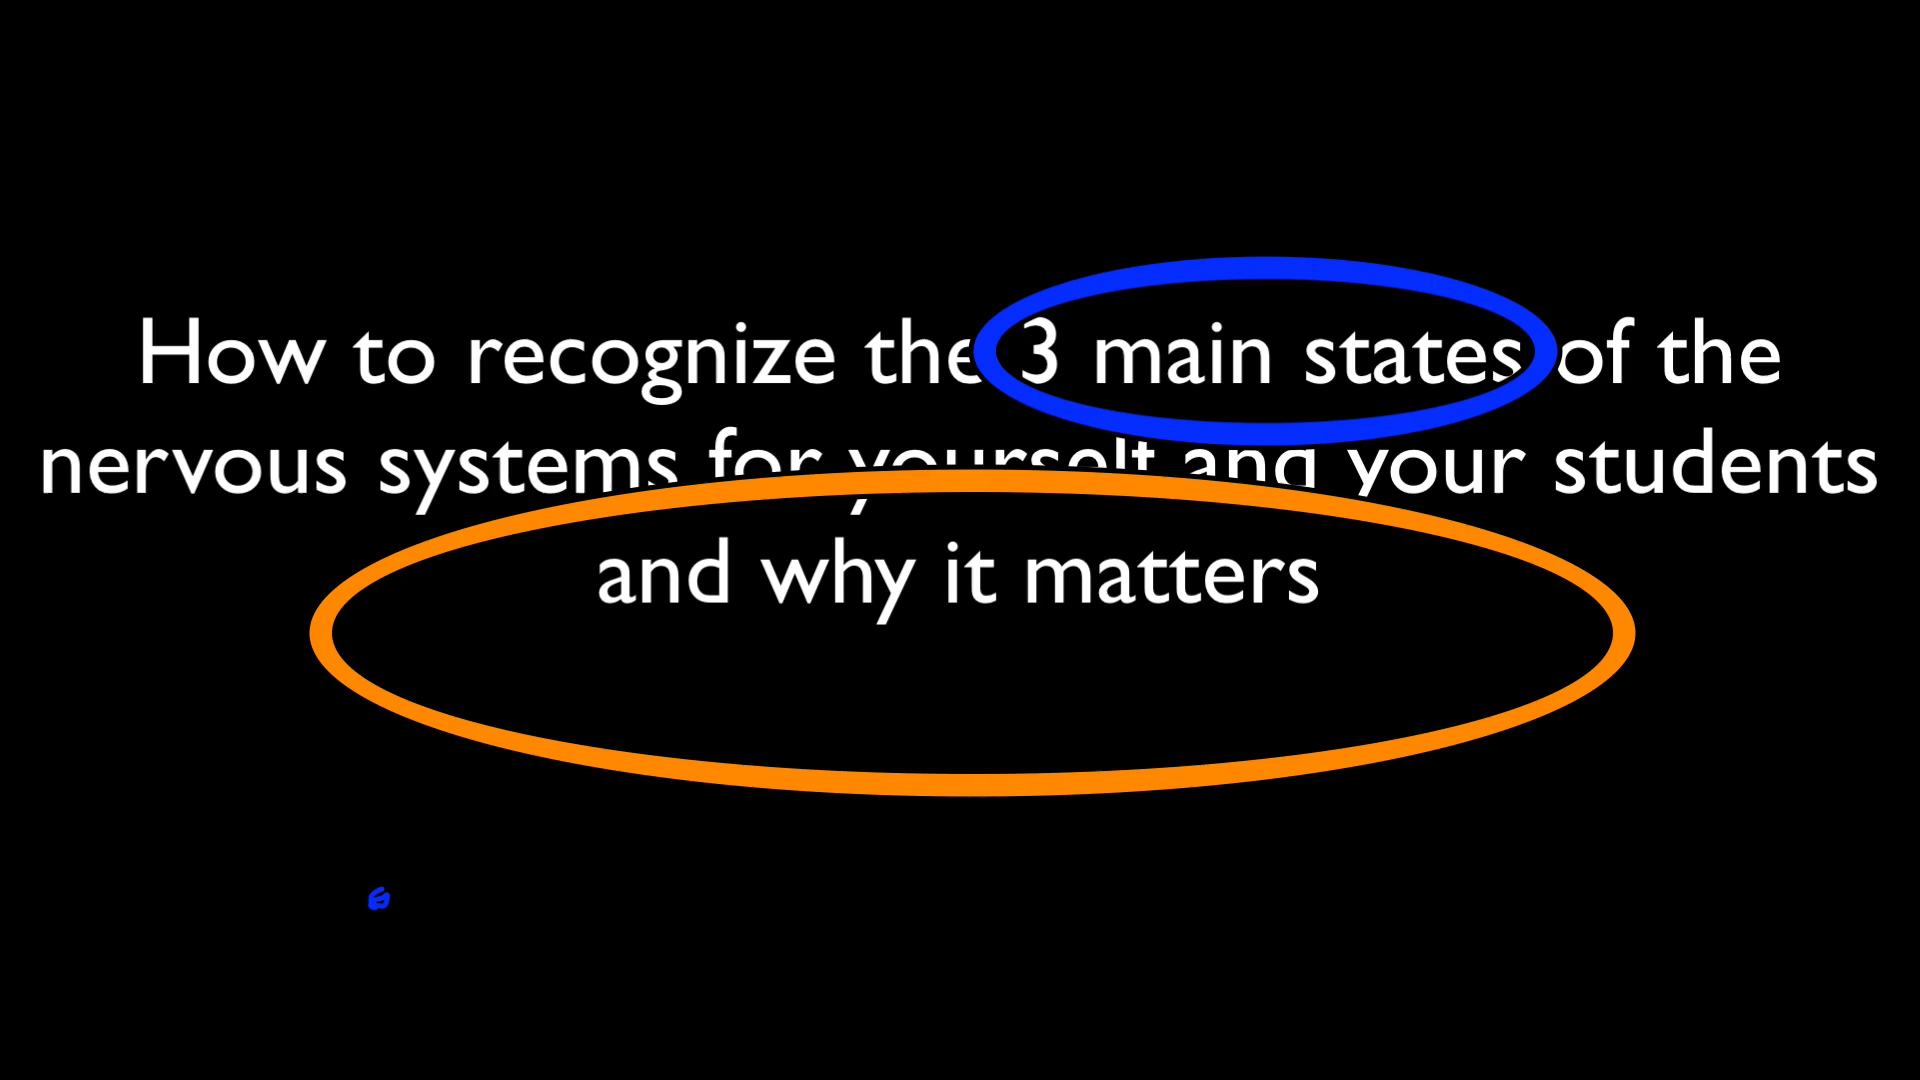 How to recognize the 3 main states of the
nervous systems for yourself and your students
and why it matters